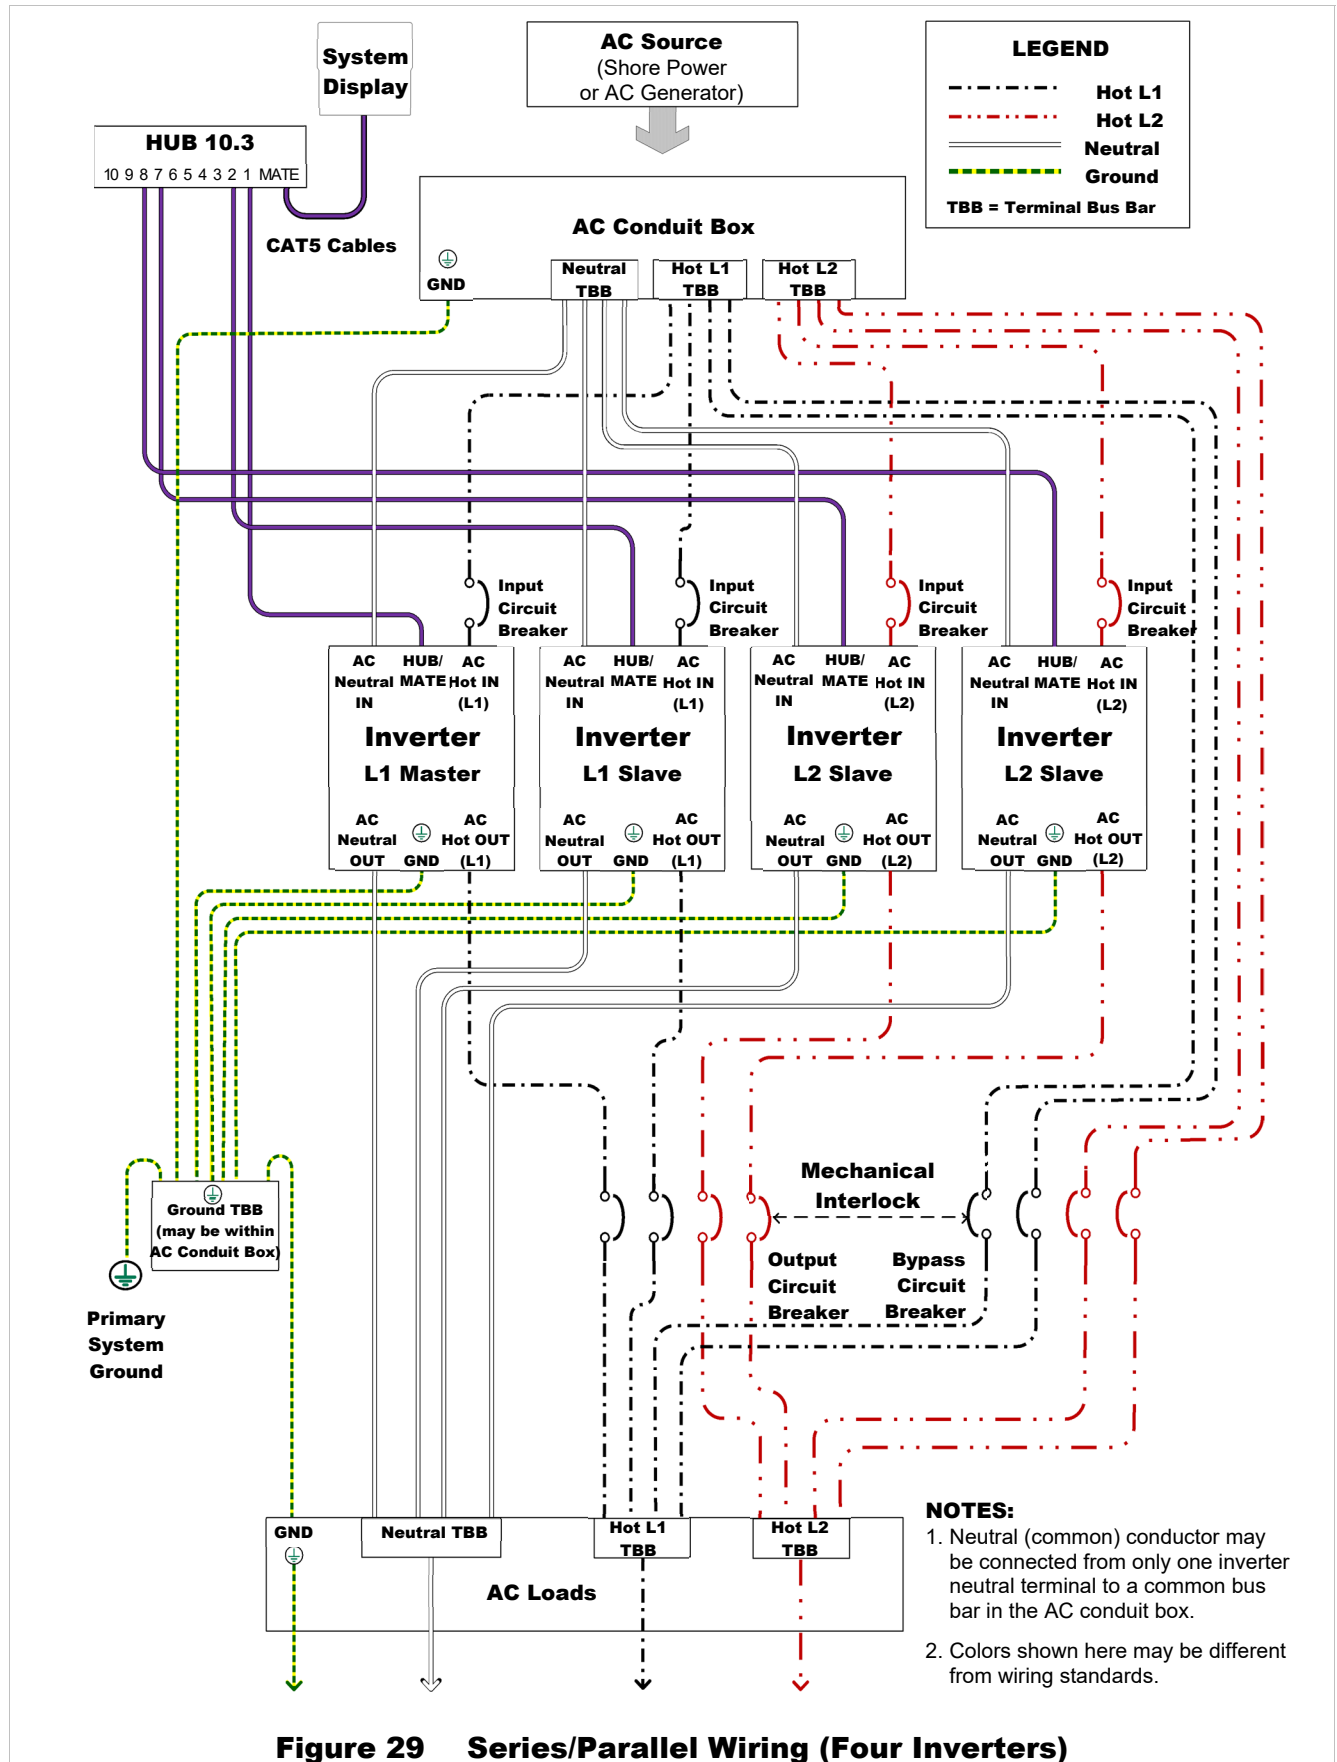 System
Display
AC Source
(Shore Power
or AC Generator)
LEGEND
Hot L1
Hot L2
Neutral
Ground
TBB = Terminal Bus Bar
HUB 10.3
10 9 8 7 6 5 4 3 2 1 MATE
CAT5 Cables
AC Conduit Box
GND
Neutral
TBB
Hot L1
TBB
Hot L2
TBB
Input
Circuit
Breaker
Input
Circuit
Breaker
Input
Circuit
Breaker
Input
Circuit
Breaker
AC
Neutral
IN
HUB/
MATE
AC
Hot IN
(L1)
Inverter
L1 Master
AC
Neutral
OUT
GND
AC
Hot OUT
(L1)
AC
Neutral
IN
HUB/
MATE
AC
Hot IN
(L1)
Inverter
L1 Slave
AC
Neutral
OUT
GND
AC
Hot OUT
(L1)
AC
Neutral
IN
HUB/
MATE
AC
Hot IN
(L2)
Inverter
L2 Slave
AC
Neutral
OUT
GND
AC
Hot OUT
(L2)
AC
Neutral
IN
HUB/
MATE
AC
Hot IN
(L2)
Inverter
L2 Slave
AC
Neutral
OUT
GND
AC
Hot OUT
(L2)
Mechanical
Interlock
Output
Circuit
Breaker
Bypass
Circuit
Breaker
Ground TBB
(may be within
AC Conduit Box)
Primary
System
Ground
GND
Neutral TBB
Hot L1
TBB
Hot L2
TBB
AC Loads
NOTES:
1. Neutral (common) conductor may
be connected from only one inverter
neutral terminal to a common bus
bar in the AC conduit box.
2. Colors shown here may be different
from wiring standards.
Figure 29 Series/Parallel Wiring (Four Inverters)